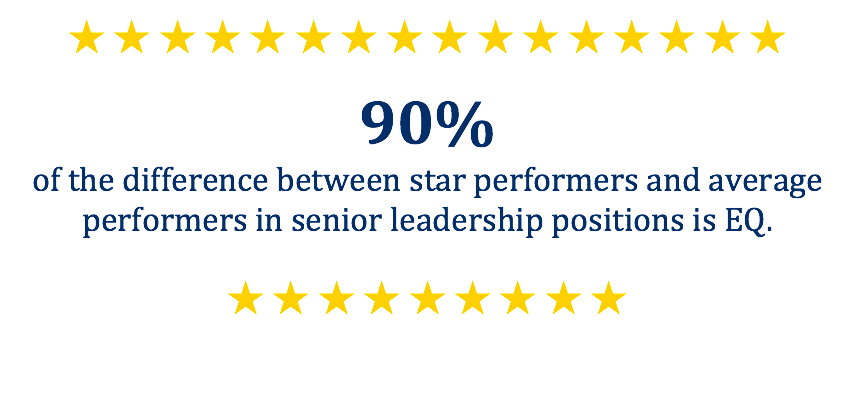 90%
of the difference between star performers and average
performers in senior leadership positions is EQ.